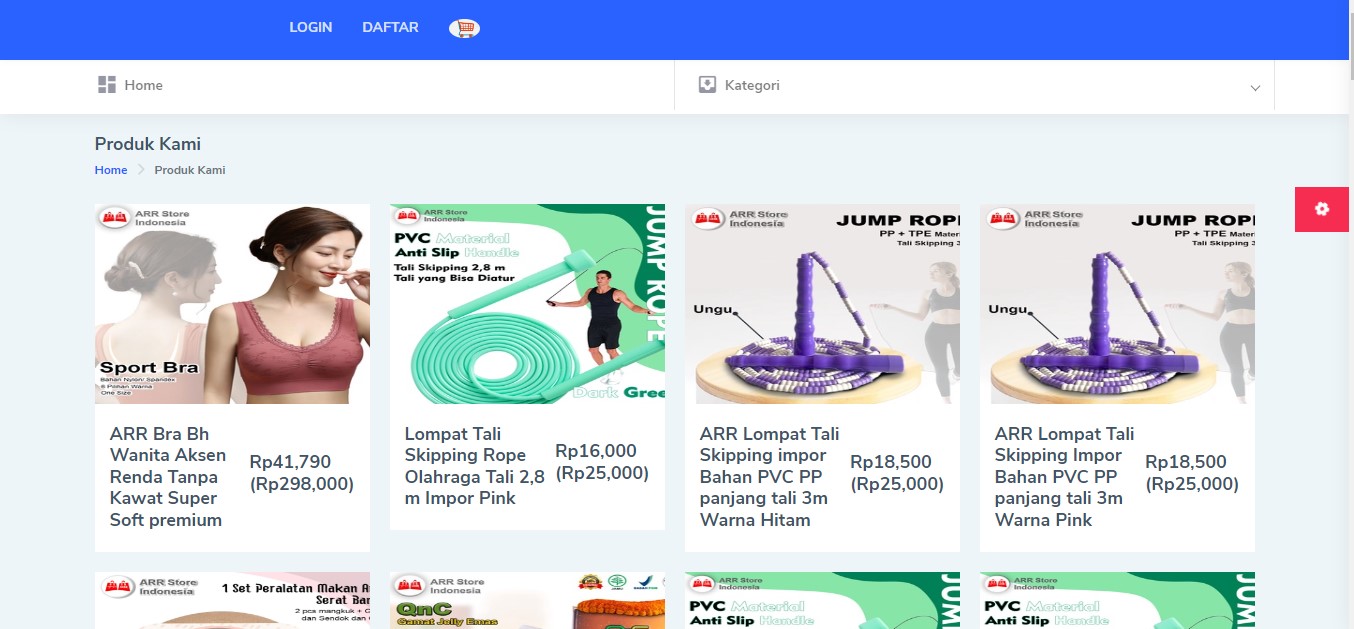 LOGIN
DAFTAR
Home
Kategori
Produk Kami
Home
Produk Kami
ARR Store
Indonesia
Sport Bra
Bahan Nylon/ Spandex
6 Pilihan Warna
One Size
ARR Bra Bh
Wanita Aksen
Renda Tanpa
Kawat Super
Soft premium
Rp41,790
(Rp298,000)
ARR Store
Indonesia
PVC Material
Anti Slip Handle
Tali Skipping 2,8 m
Tali yang Bisa Diatur
JUMP ROPE
Dark Gree
Lompat Tali
Skipping Rope
Olahraga Tali 2,8
m Impor Pink
Rp16,000
(Rp25,000)
ARR Store
Indonesia
JUMP ROPE
PP + TPE Mater
Tali Skipping 3
Ungu
ARR Lompat Tali
Skipping impor
Bahan PVC PP
panjang tali 3m
Warna Hitam
Rp18,500
(Rp25,000)
ARR Store
Indonesia
JUMP ROPE
PP + TPE Mater
Tali Skipping 3
Ungu
ARR Lompat Tali
Skipping Impor
Bahan PVC PP
panjang tali 3m
Warna Pink
Rp18,500
(Rp25,000)
ARR Store
Indonesia
1 Set Peralatan Makan A
Serat Bar
2 pcs mangkuk +
dan Sendok dan
ARR Store
Indonesia
QnC
Gamat Jelly Emas
ARR Store
Indonesia
PVC Material
Anti Slip Handle
JUM
ARR Store
Indonesia
PVC Material
Anti Slip Handle
JUM